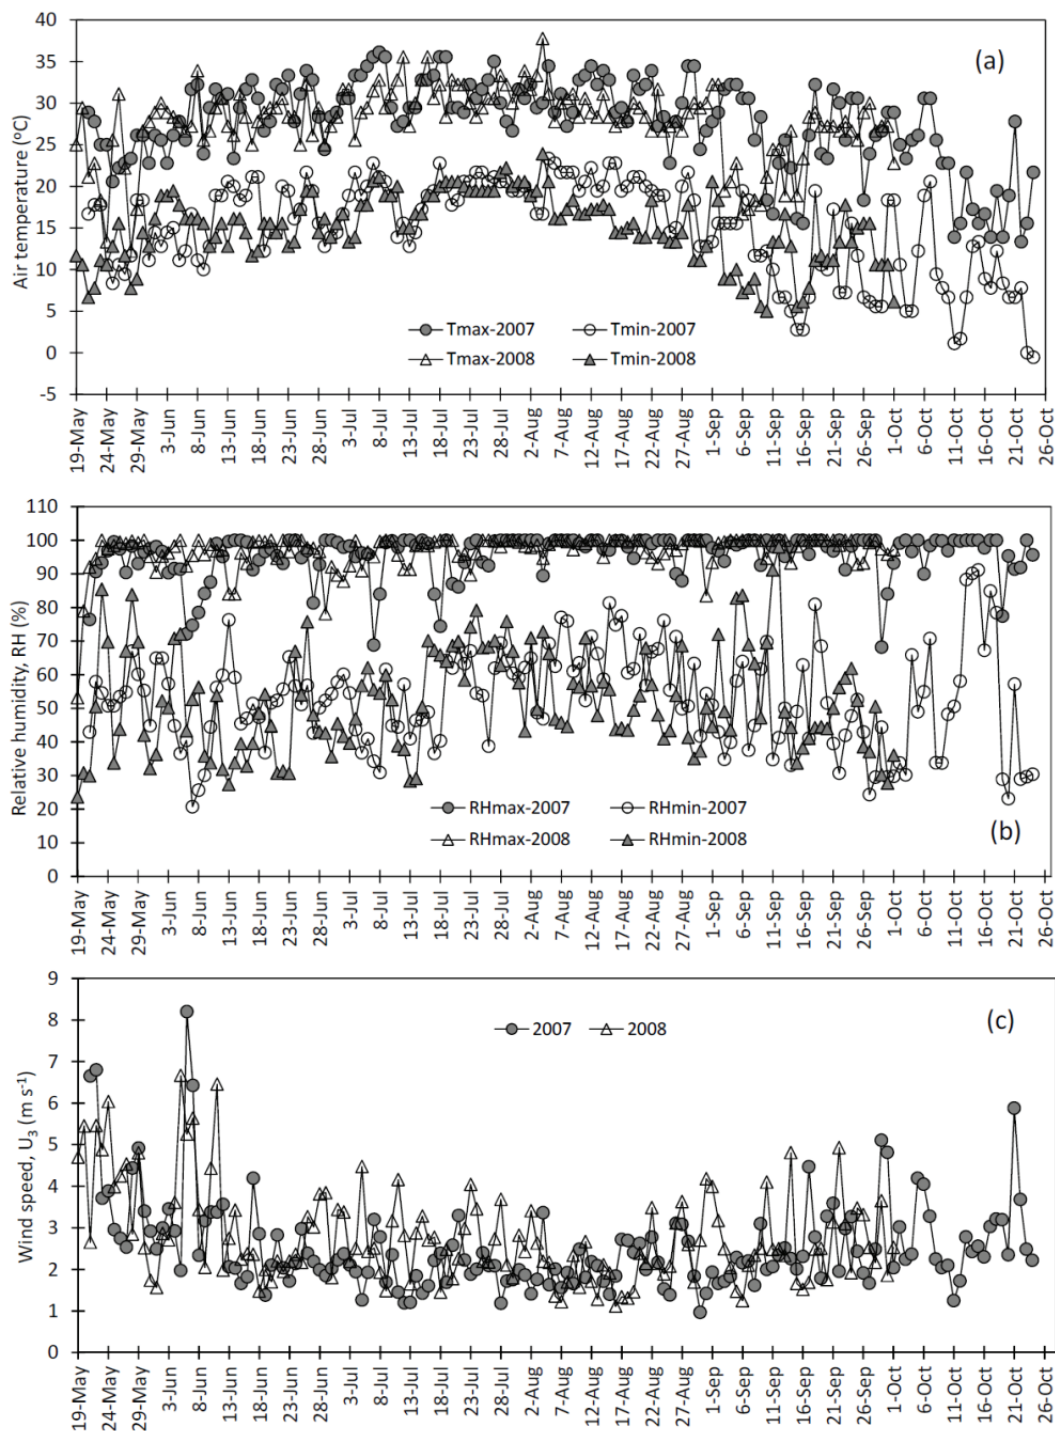 40
35
30
25
20
15
10
5
0
-5
Air temperature (°C)
(a)
Tmax-2007 Tmin-2007
Tmax-2008 Tmin-2008
19-May 24-May 29-May 3-Jun 8-Jun 13-Jun 18-Jun 23-Jun 28-Jun 3-Jul 8-Jul 13-Jul 18-Jul 23-Jul 28-Jul 2-Aug 7-Aug 12-Aug 17-Aug 22-Aug 27-Aug 1-Sep 6-Sep 11-Sep 16-Sep 21-Sep 26-Sep 1-Oct 6-Oct 11-Oct 16-Oct 21-Oct 26-Oct
110
100
90
80
70
60
50
40
30
20
10
0
Relative humidity, RH (%)
RHmax-2007 RHmin-2007
(b)
RHmax-2008 RHmin-2008
19-May 24-May 29-May 3-Jun 8-Jun 13-Jun 18-Jun 23-Jun 28-Jun 3-Jul 8-Jul 13-Jul 18-Jul 23-Jul 28-Jul 2-Aug 7-Aug 12-Aug 17-Aug 22-Aug 27-Aug 1-Sep 6-Sep 11-Sep 16-Sep 21-Sep 26-Sep 1-Oct 6-Oct 11-Oct 16-Oct 21-Oct 26-Oct
9
8
7
6
5
4
3
2
1
0
Wind speed, U₃ (m s⁻¹)
(c)
2007 2008
19-May 24-May 29-May 3-Jun 8-Jun 13-Jun 18-Jun 23-Jun 28-Jun 3-Jul 8-Jul 13-Jul 18-Jul 23-Jul 28-Jul 2-Aug 7-Aug 12-Aug 17-Aug 22-Aug 27-Aug 1-Sep 6-Sep 11-Sep 16-Sep 21-Sep 26-Sep 1-Oct 6-Oct 11-Oct 16-Oct 21-Oct 26-Oct